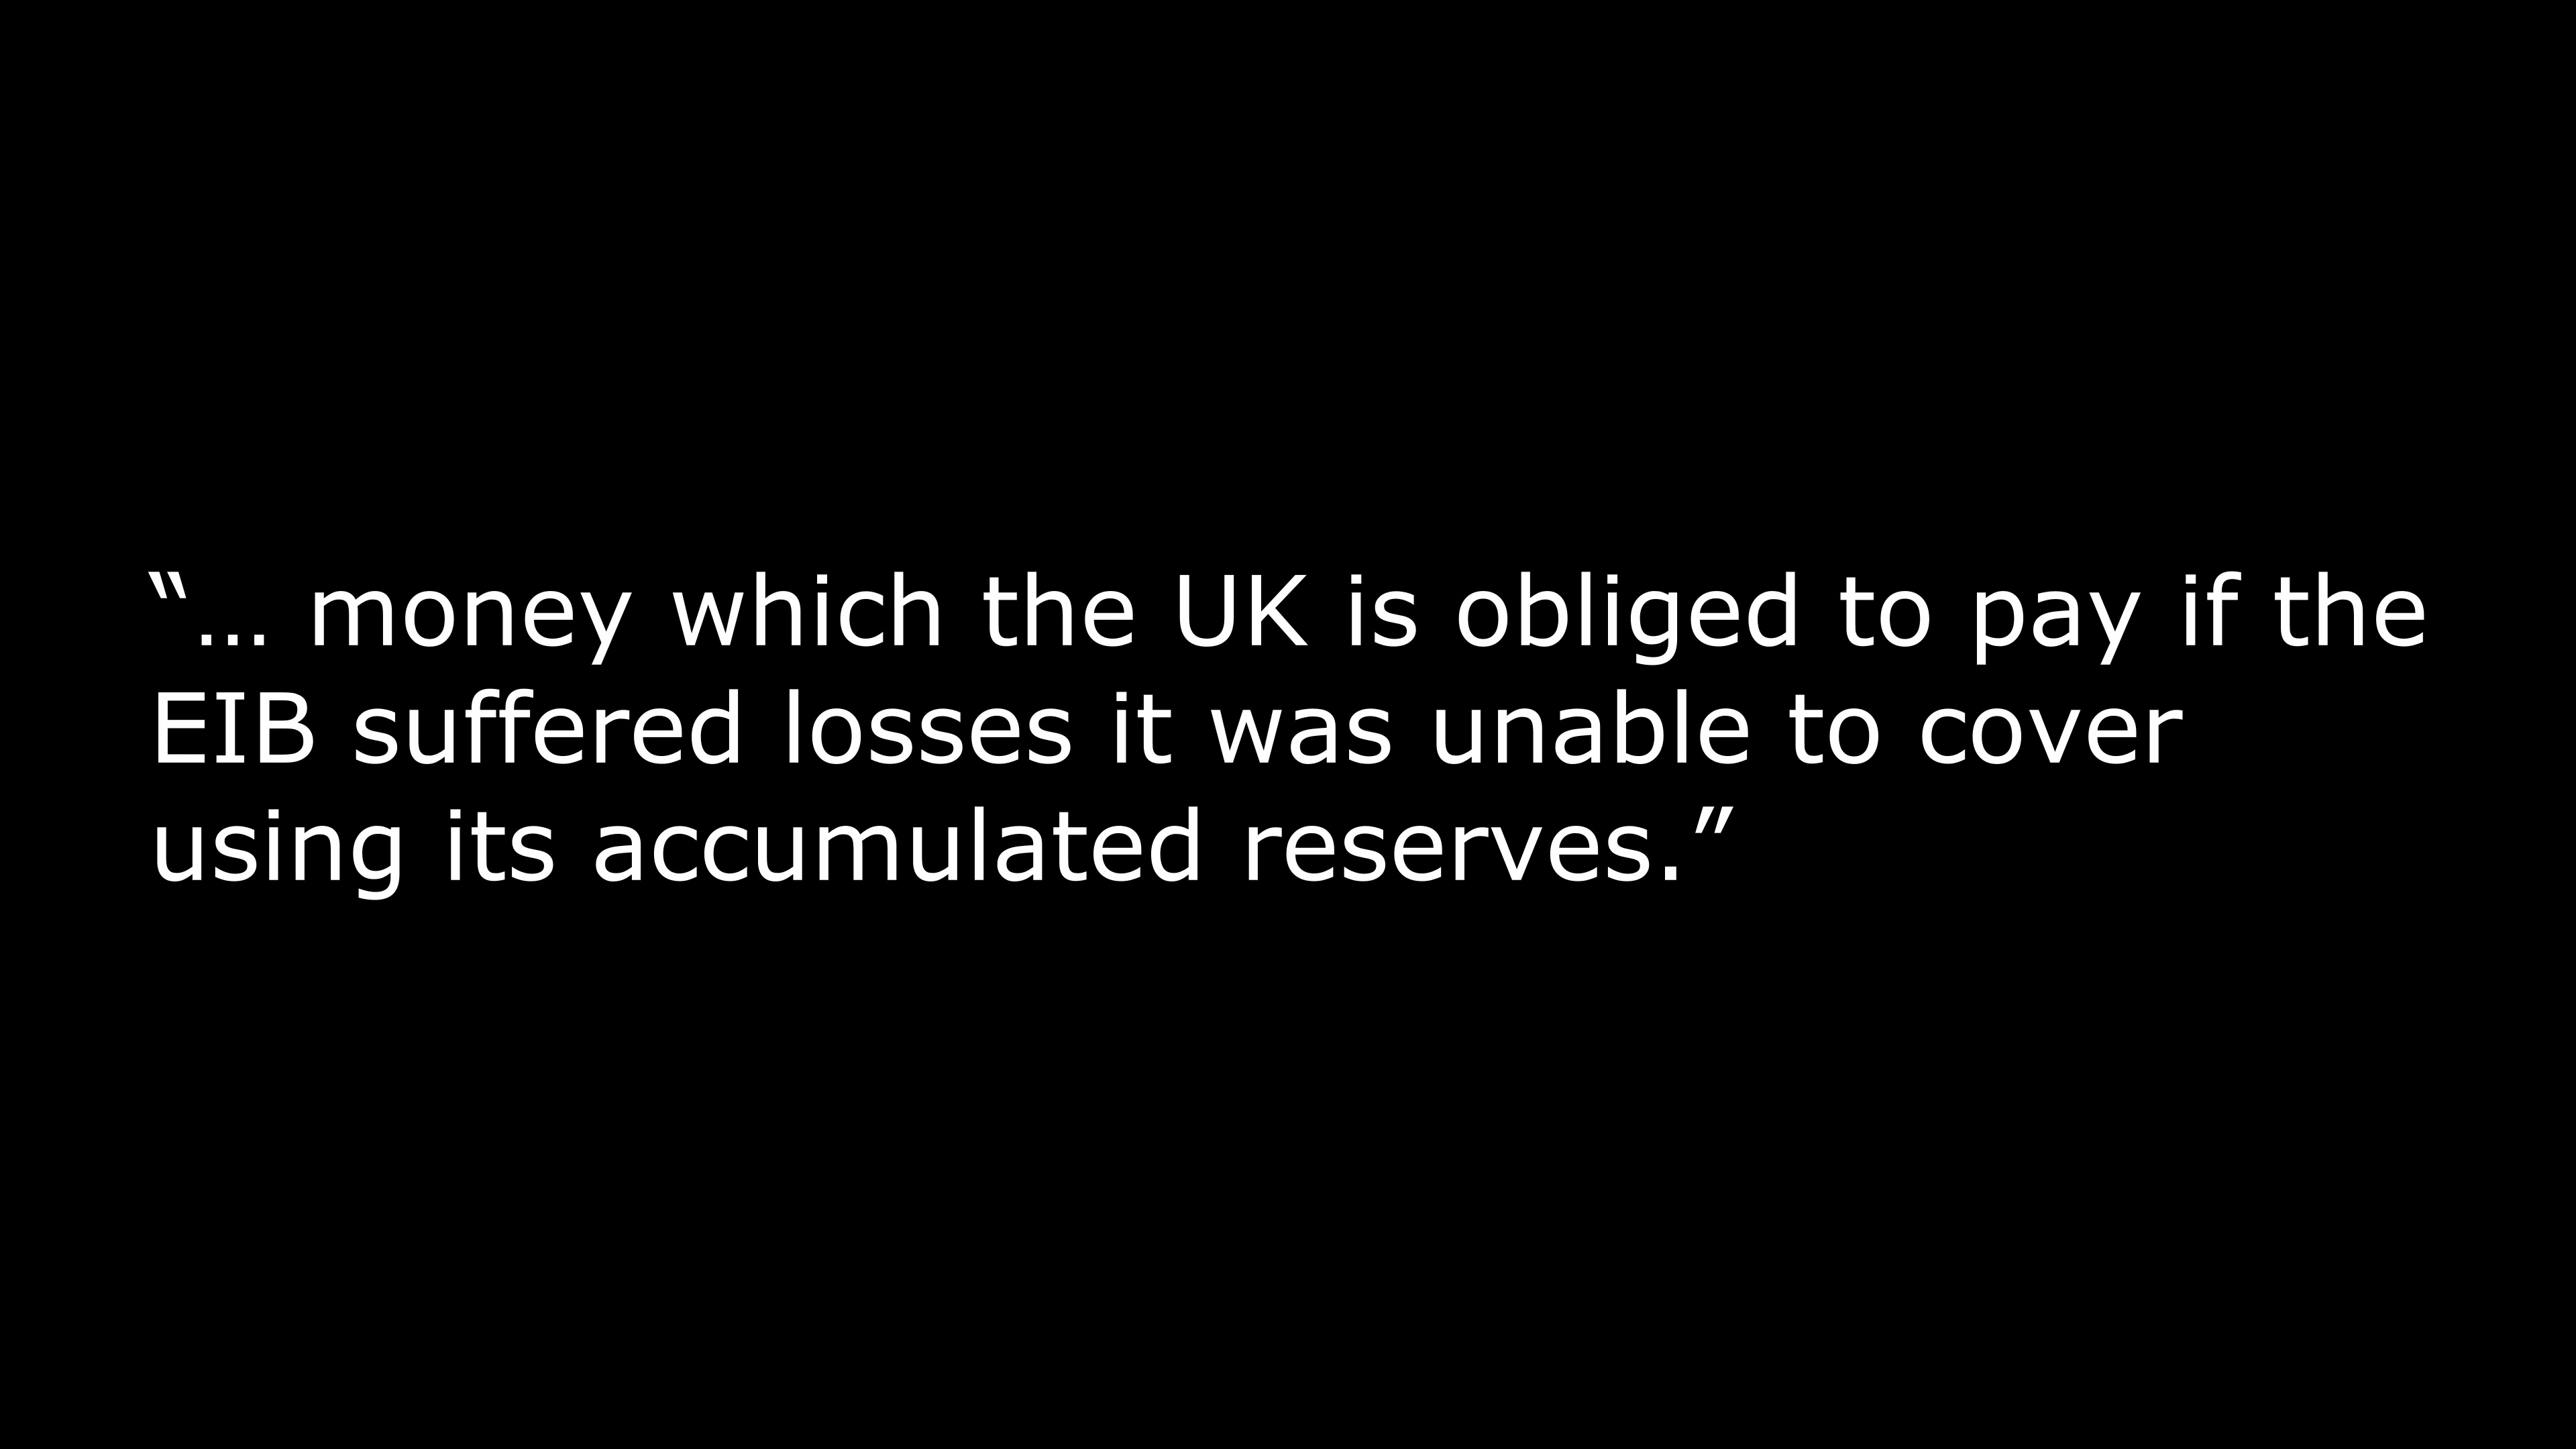 “… money which the UK is obliged to pay if the
EIB suffered losses it was unable to cover
using its accumulated reserves.”